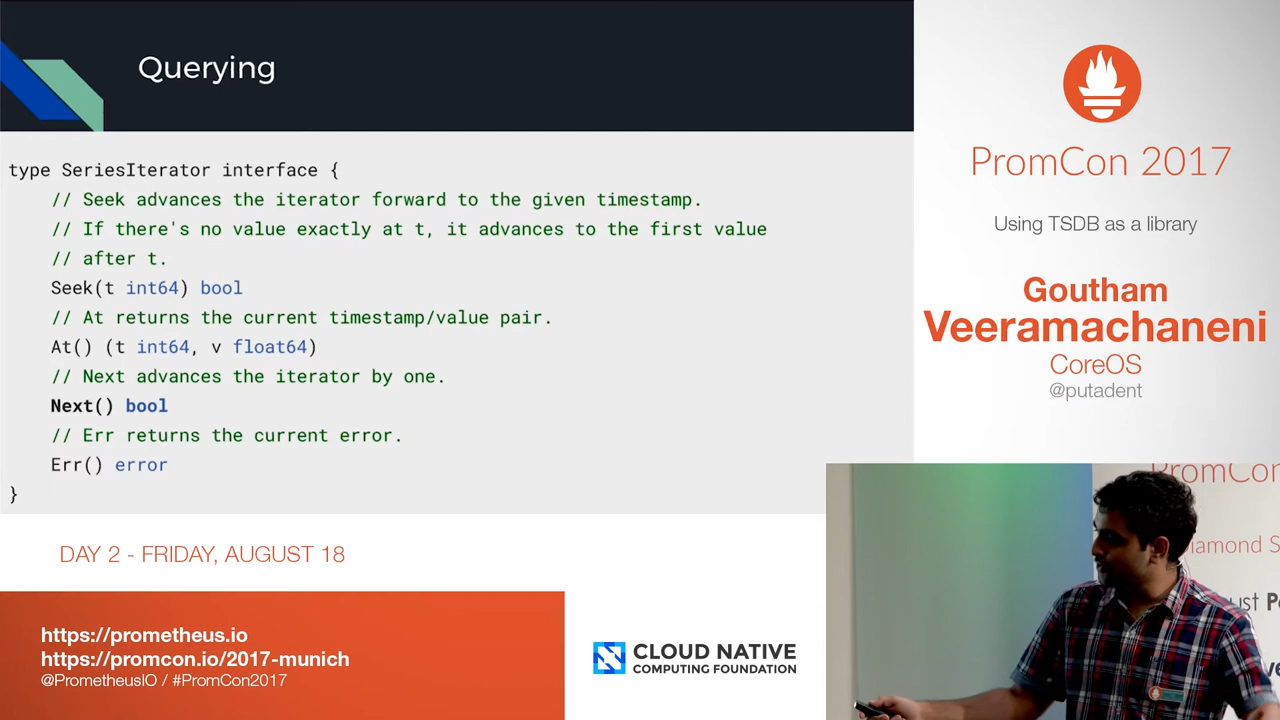 Querying
type SeriesIterator interface {
// Seek advances the iterator forward to the given timestamp.
// If there's no value exactly at t, it advances to the first value
// after t.
Seek(t int64) bool
// At returns the current timestamp/value pair.
At() (t int64, v float64)
// Next advances the iterator by one.
Next() bool
// Err returns the current error.
Err() error
}
PromCon 2017
Using TSDB as a library
Goutham
Veeramachaneni
CoreOS
@putadent
DAY 2 - FRIDAY, AUGUST 18
https://prometheus.io
https://promcon.io/2017-munich
@PrometheusIO / #PromCon2017
CLOUD NATIVE
COMPUTING FOUNDATION
PromCon